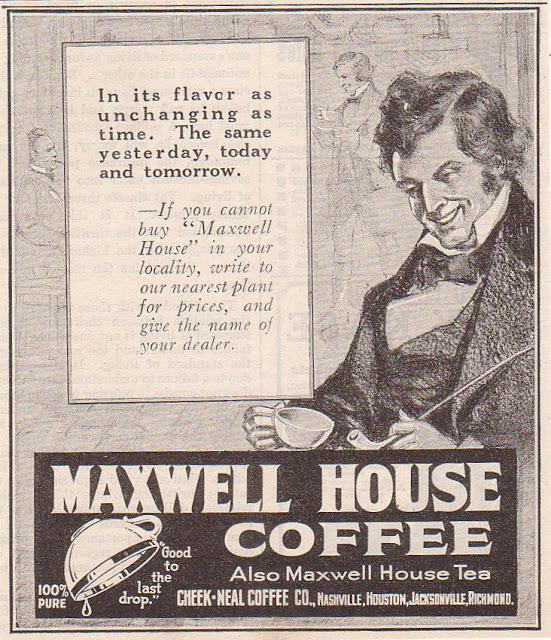 In its flavor as
unchanging as
time. The same
yesterday, today
and tomorrow.
—If you cannot
buy "Maxwell
House" in your
locality, write to
our nearest plant
for prices, and
give the name of
your dealer.
MAXWELL HOUSE
COFFEE
Also Maxwell House Tea
"Good
to
the
last
drop."
100%
PURE
CHEEK-NEAL COFFEE CO., NASHVILLE, HOUSTON, JACKSONVILLE, RICHMOND.